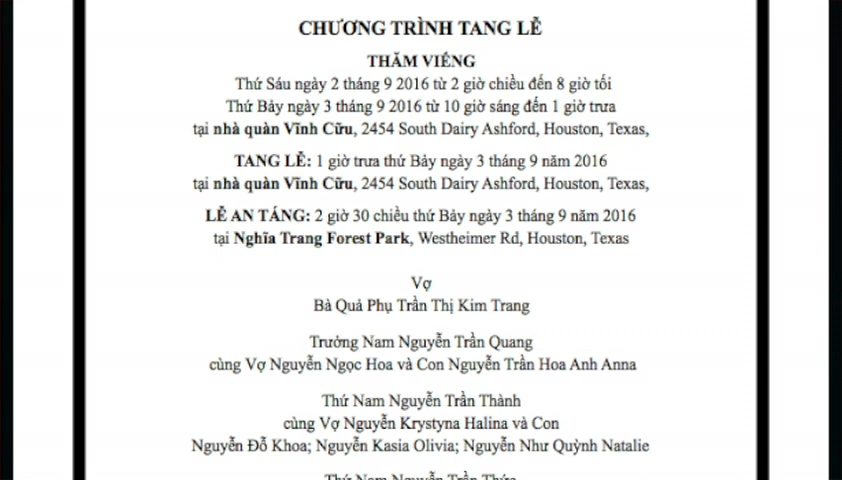 CHƯƠNG TRÌNH TANG LỄ
THĂM VIẾNG
Thứ Sáu ngày 2 tháng 9 2016 từ 2 giờ chiều đến 8 giờ tối
Thứ Bảy ngày 3 tháng 9 2016 từ 10 giờ sáng đến 1 giờ trưa
tại nhà quàn Vĩnh Cữu, 2454 South Dairy Ashford, Houston, Texas,
TANG LỄ: 1 giờ trưa thứ Bảy ngày 3 tháng 9 năm 2016
tại nhà quàn Vĩnh Cữu, 2454 South Dairy Ashford, Houston, Texas,
LỄ AN TÁNG: 2 giờ 30 chiều thứ Bảy ngày 3 tháng 9 năm 2016
tại Nghĩa Trang Forest Park, Westheimer Rd, Houston, Texas
Vợ
Bà Quả Phụ Trần Thị Kim Trang
Trưởng Nam Nguyễn Trần Quang
cùng Vợ Nguyễn Ngọc Hoa và Con Nguyễn Trần Hoa Anh Anna
Thứ Nam Nguyễn Trần Thành
cùng Vợ Nguyễn Krystyna Halina và Con
Nguyễn Đỗ Khoa; Nguyễn Kasia Olivia; Nguyễn Như Quỳnh Natalie
Thứ Nam Nguyễn Trần